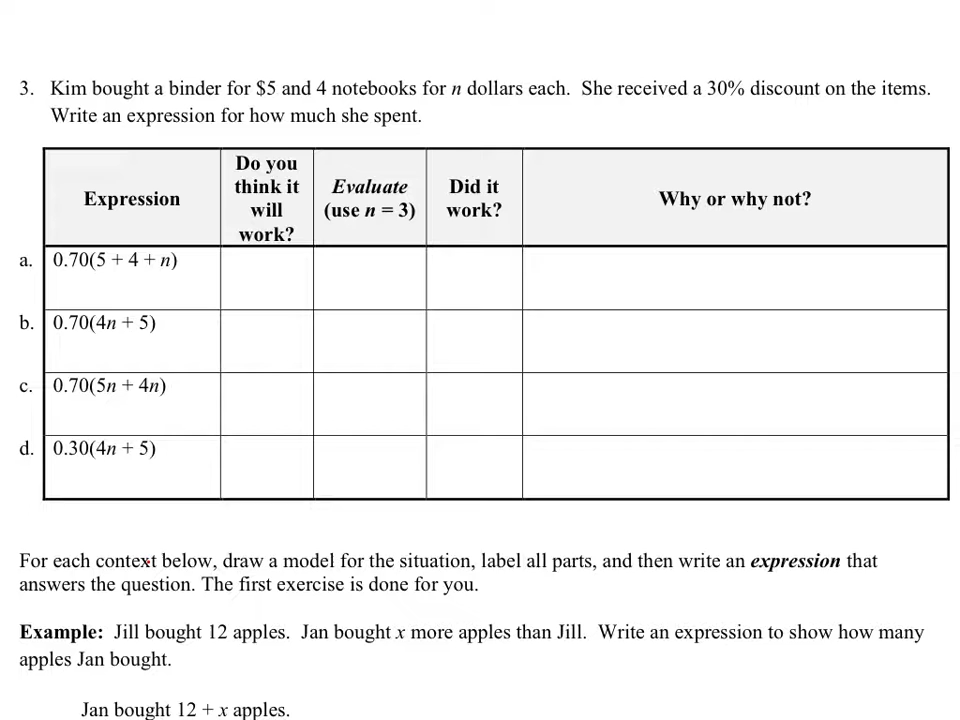 3. Kim bought a binder for $5 and 4 notebooks for n dollars each. She received a 30% discount on the items.
Write an expression for how much she spent.
Expression
Do you
think it
will
work?
Evaluate
(use n = 3)
Did it
work?
Why or why not?
a. 0.70(5 + 4 + n)
b. 0.70(4n + 5)
c. 0.70(5n + 4n)
d. 0.30(4n + 5)
For each context below, draw a model for the situation, label all parts, and then write an expression that
answers the question. The first exercise is done for you.
Example: Jill bought 12 apples. Jan bought x more apples than Jill. Write an expression to show how many
apples Jan bought.
Jan bought 12 + x apples.